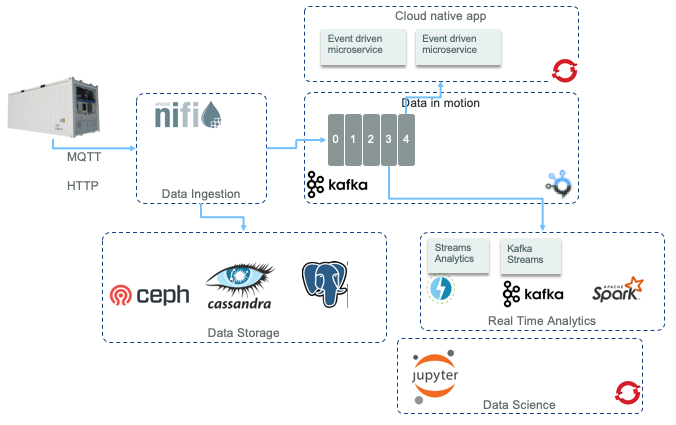 Cloud native app
Event driven
microservice
Event driven
microservice
APACHE
nifi
Data in motion
0 1 2 3 4
MQTT
HTTP
kafka
Data Ingestion
Streams
Analytics
Kafka
Streams
ceph
cassandra
kafka
APACHE
Spark
Data Storage
Real Time Analytics
jupyter
Data Science